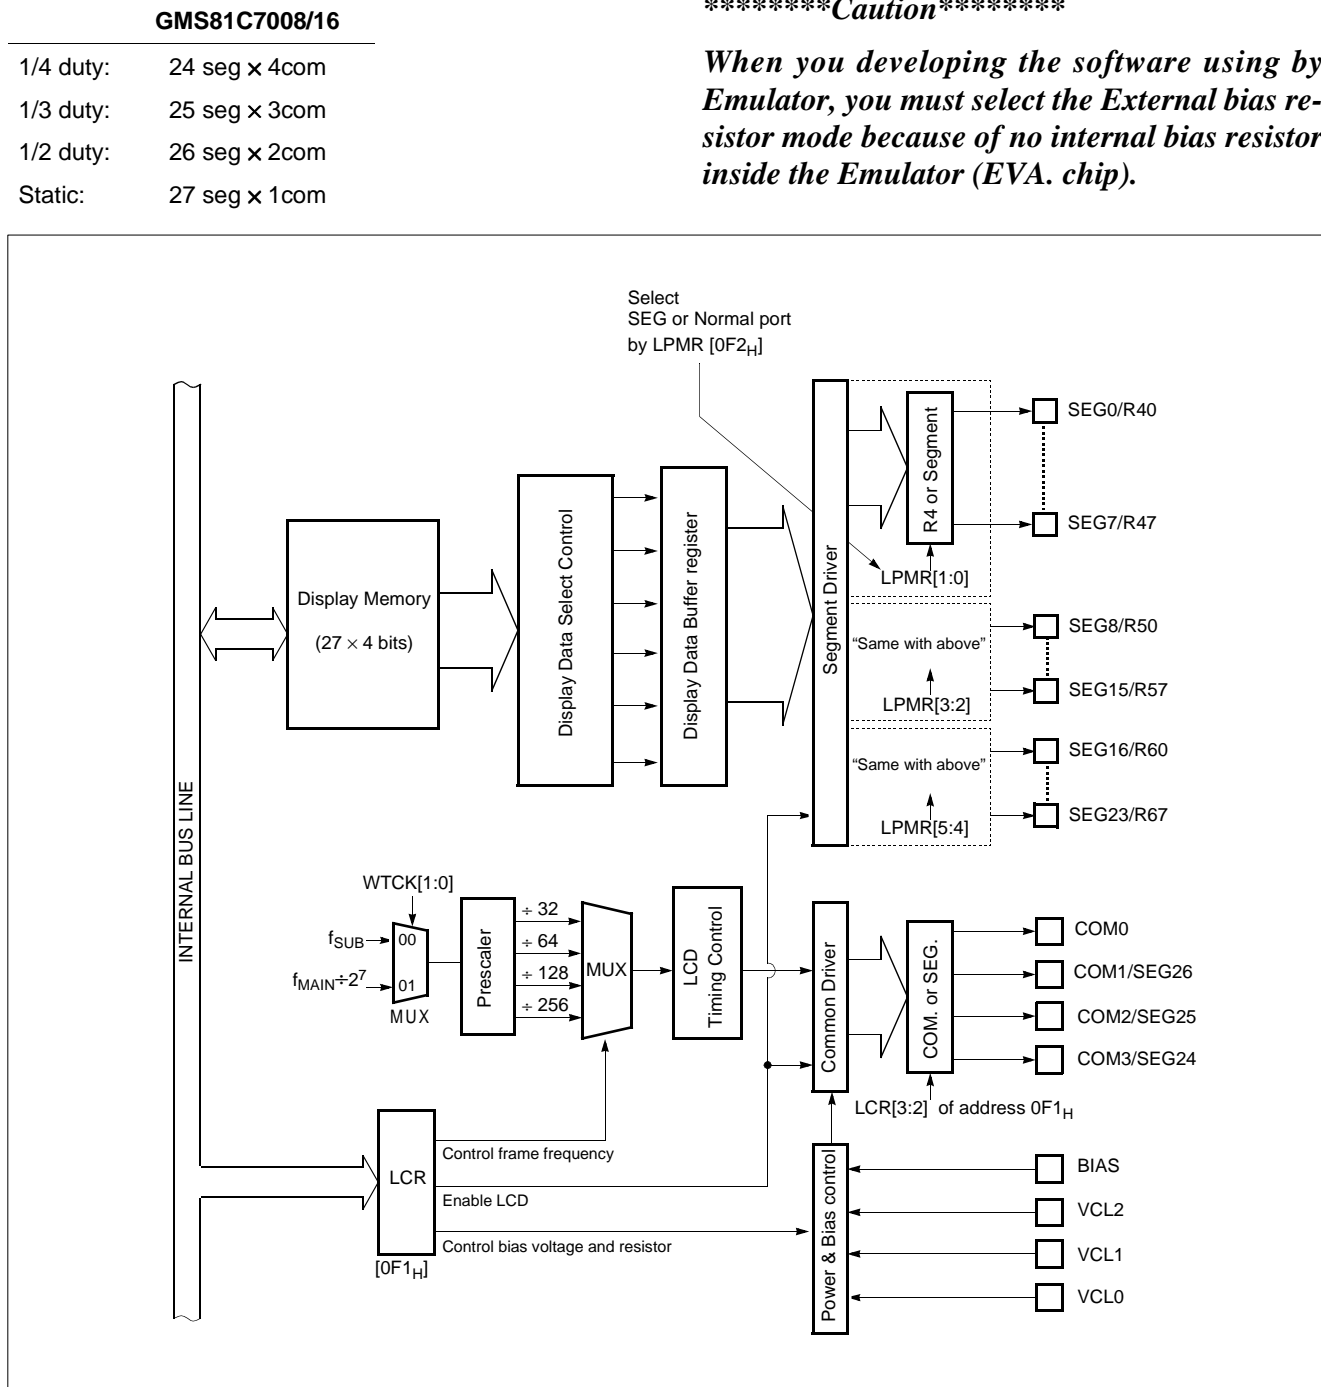 GMS81C7008/16
1/4 duty: 24 seg × 4com
1/3 duty: 25 seg × 3com
1/2 duty: 26 seg × 2com
Static: 27 seg × 1com
********Caution********
When you developing the software using by
Emulator, you must select the External bias re-
sistor mode because of no internal bias resistor
inside the Emulator (EVA. chip).
Select
SEG or Normal port
by LPMR [0F2H]
INTERNAL BUS LINE
Display Memory
(27 × 4 bits)
Display Data Select Control
Display Data Buffer register
Segment Driver
R4 or Segment
LPMR[1:0]
SEG0/R40
SEG7/R47
"Same with above"
LPMR[3:2]
SEG8/R50
SEG15/R57
"Same with above"
LPMR[5:4]
SEG16/R60
SEG23/R67
WTCK[1:0]
fSUB
00
fMAIN÷2^7
01
MUX
Prescaler
÷ 32
÷ 64
÷ 128
÷ 256
MUX
LCD
Timing Control
Common Driver
COM. or SEG.
COM0
COM1/SEG26
COM2/SEG25
COM3/SEG24
LCR[3:2] of address 0F1H
LCR
[0F1H]
Control frame frequency
Enable LCD
Control bias voltage and resistor
Power & Bias control
BIAS
VCL2
VCL1
VCL0